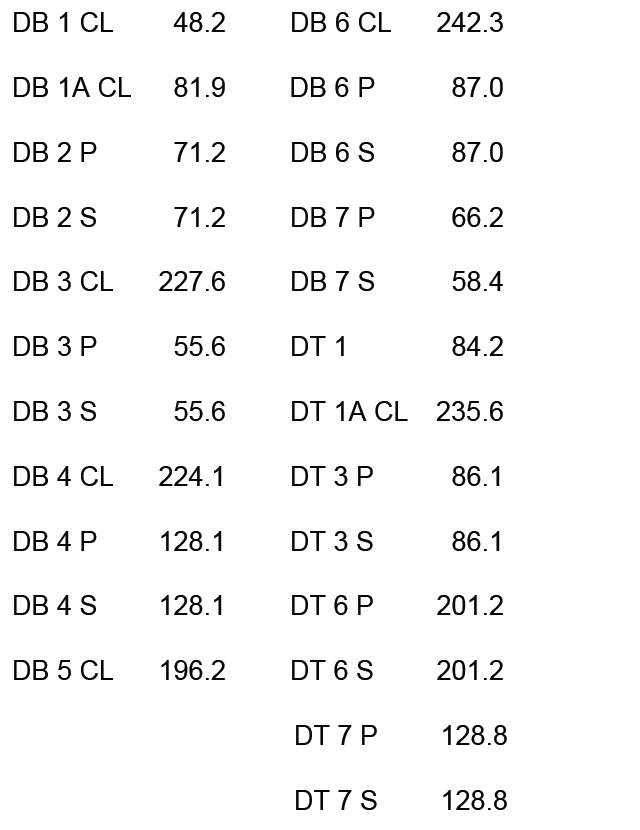 DB 1 CL 48.2
DB 1A CL 81.9
DB 2 P 71.2
DB 2 S 71.2
DB 3 CL 227.6
DB 3 P 55.6
DB 3 S 55.6
DB 4 CL 224.1
DB 4 P 128.1
DB 4 S 128.1
DB 5 CL 196.2
DB 6 CL 242.3
DB 6 P 87.0
DB 6 S 87.0
DB 7 P 66.2
DB 7 S 58.4
DT 1 84.2
DT 1A CL 235.6
DT 3 P 86.1
DT 3 S 86.1
DT 6 P 201.2
DT 6 S 201.2
DT 7 P 128.8
DT 7 S 128.8